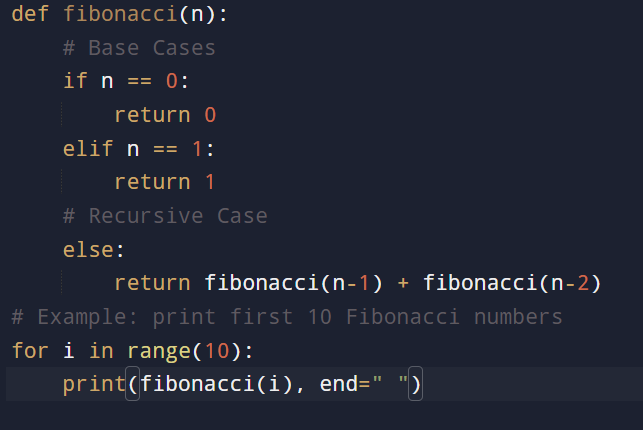 def fibonacci(n):
    # Base Cases
    if n == 0:
        return 0
    elif n == 1:
        return 1
    # Recursive Case
    else:
        return fibonacci(n-1) + fibonacci(n-2)
# Example: print first 10 Fibonacci numbers
for i in range(10):
    print(fibonacci(i), end=" ")